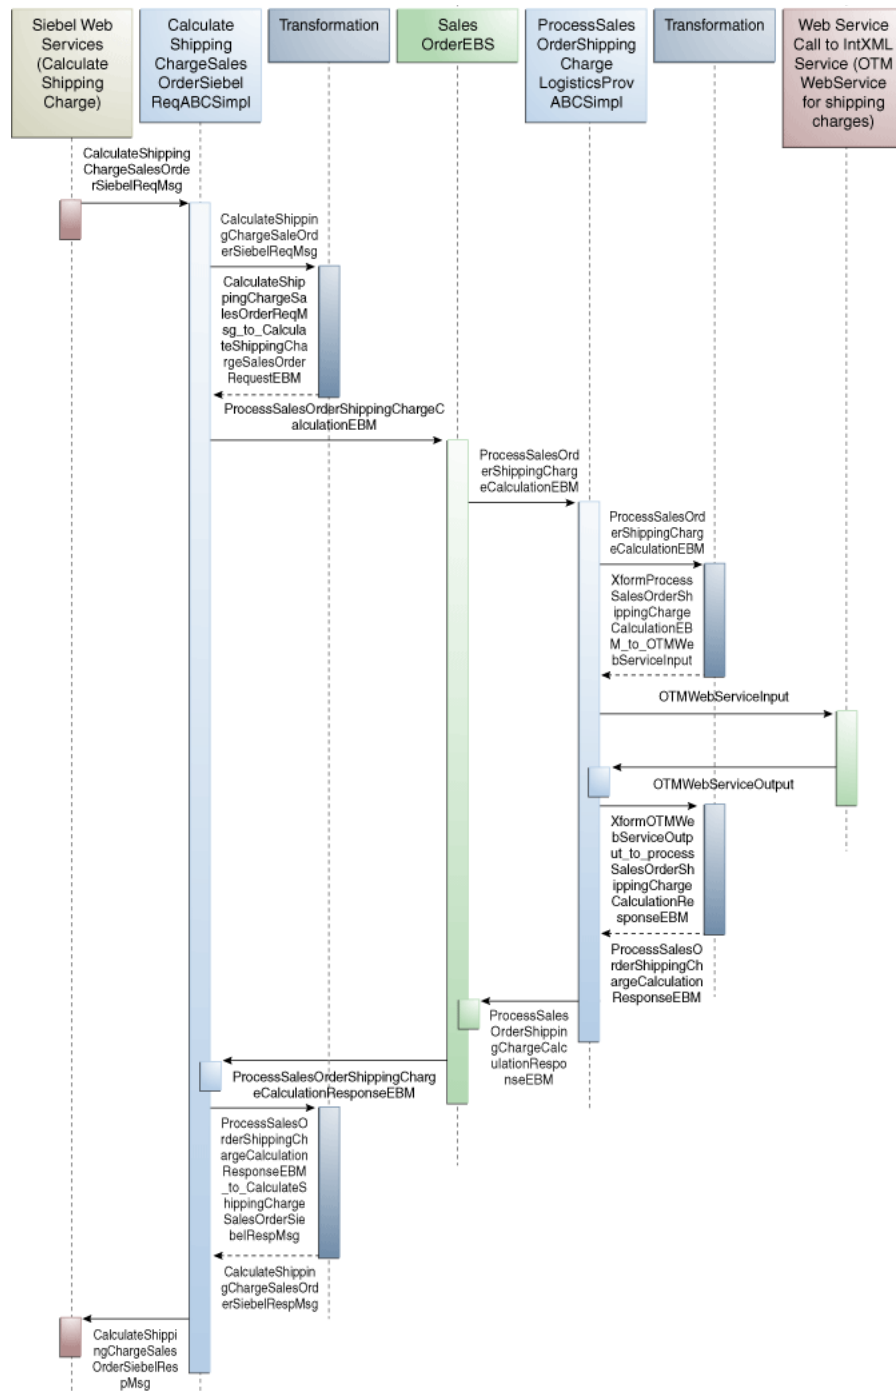 Siebel Web
Services
(Calculate
Shipping
Charge)
Calculate
Shipping
ChargeSales
OrderSiebel
ReqABCSimpl
Transformation
Sales
OrderEBS
ProcessSales
OrderShipping
Charge
LogisticsProv
ABCSimpl
Transformation
Web Service
Call to IntXML
Service (OTM
WebService
for shipping
charges)
CalculateShipping
ChargeSalesOrde
rSiebelReqMsg
CalculateShippin
gChargeSaleOrd
erSiebelReqMsg
CalculateShip
pingChargeSa
lesOrderReqM
sg_to_Calcula
teShippingCha
rgeSalesOrder
RequestEBM
ProcessSalesOrderShippingChargeC
alculationEBM
ProcessSalesOrd
erShippingCharg
eCalculationEBM
ProcessSalesOrd
erShippingCharg
eCalculationEBM
XformProcess
SalesOrderSh
ippingCharge
CalculationEB
M_to_OTMWe
bServiceInput
OTMWebServiceInput
OTMWebServiceOutput
XformOTMWe
bServiceOutp
ut_to_process
SalesOrderSh
ippingCharge
CalculationRe
sponseEBM
ProcessSalesO
rderShippingCh
argeCalculation
ResponseEBM
ProcessSales
OrderShippin
gChargeCalc
ulationRespo
nseEBM
ProcessSalesOrderShippingCharg
eCalculationResponseEBM
ProcessSalesO
rderShippingCh
argeCalculation
ResponseEBM
_to_CalculateS
hippingCharge
SalesOrderSie
belRespMsg
CalculateShippin
gChargeSalesOrd
erSiebelRespMsg
CalculateShippi
ngChargeSales
OrderSiebelRes
pMsg